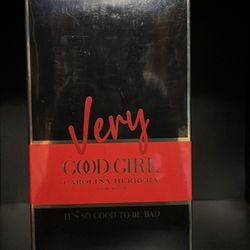 Very
GOOD GIRL
CAROLINA HERRERA
IT'S SO GOOD TO BE BAD